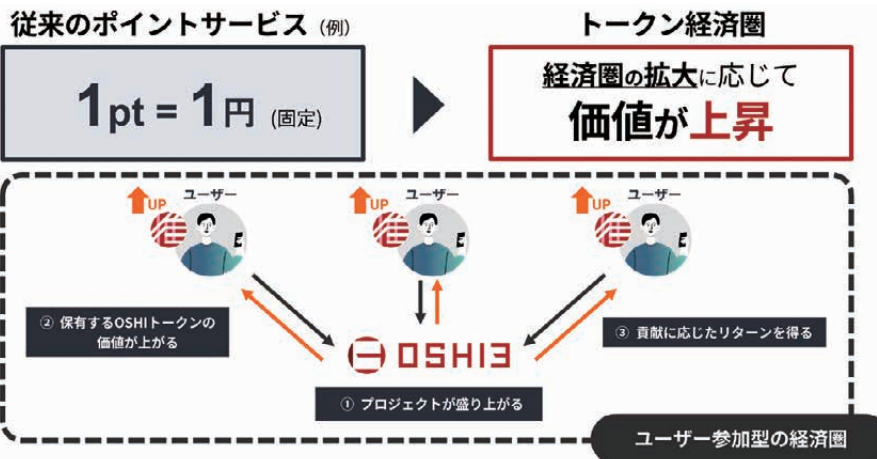 従来のポイントサービス (例)
トークン経済圏
1pt = 1円 (固定)
経済圏の拡大に応じて
価値が上昇
UP ユーザー
推
UP ユーザー
推
UP ユーザー
推
② 保有するOSHIトークンの
価値が上がる
OSHI3
③ 貢献に応じたリターンを得る
① プロジェクトが盛り上がる
ユーザー参加型の経済圏